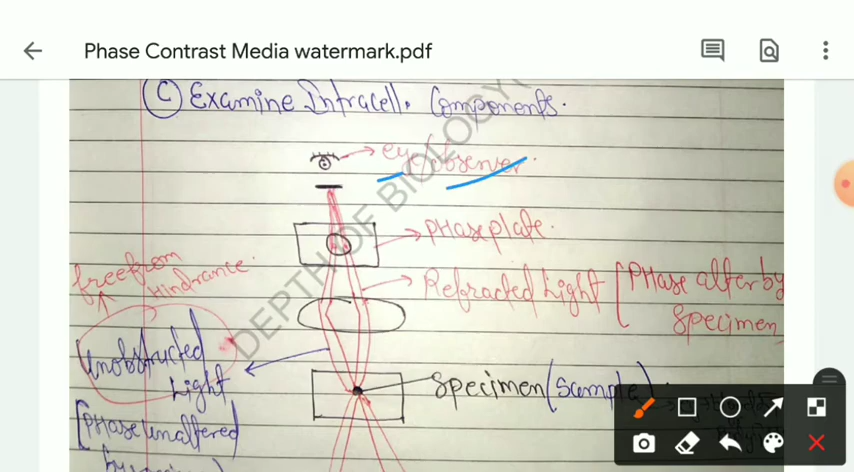 Phase Contrast Media watermark.pdf
(C) Examine Intracell. Components.
eye/observer.
DEPTH OF BIOLOGY
PHase plate.
free from
Hindrance.
Refracted Light [PHase alter by
Specimen
Unobstructed
Light
Specimen (Sample).
[PHase Unaltered